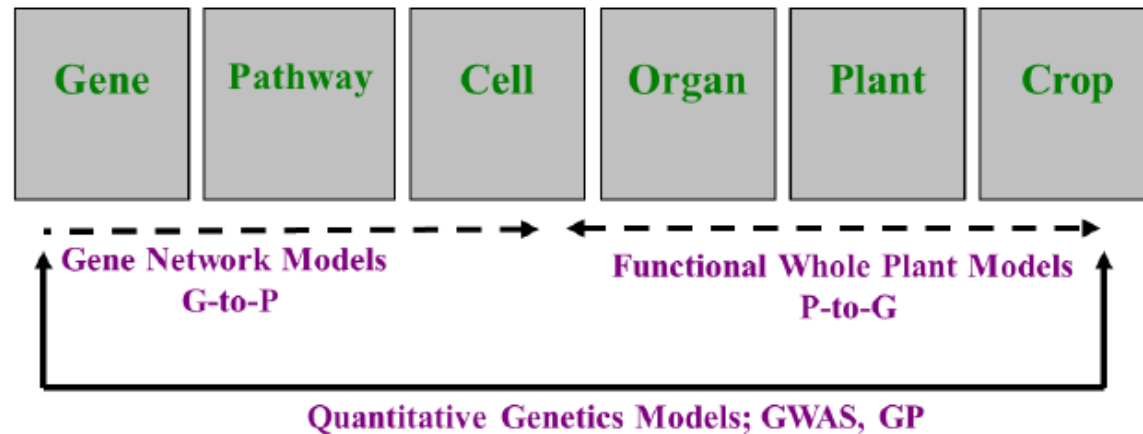 Gene Pathway Cell Organ Plant Crop
Gene Network Models
G-to-P
Functional Whole Plant Models
P-to-G
Quantitative Genetics Models; GWAS, GP